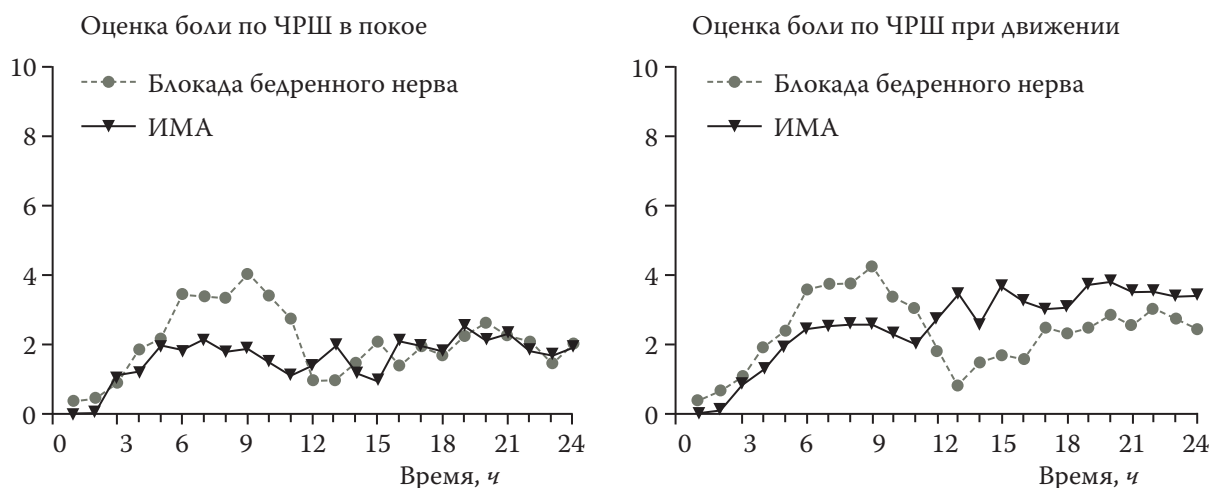 Оценка боли по ЧРШ в покое
10
8
6
4
2
0
Блокада бедренного нерва
ИМА
0 3 6 9 12 15 18 21 24
Время, ч
Оценка боли по ЧРШ при движении
10
8
6
4
2
0
Блокада бедренного нерва
ИМА
0 3 6 9 12 15 18 21 24
Время, ч